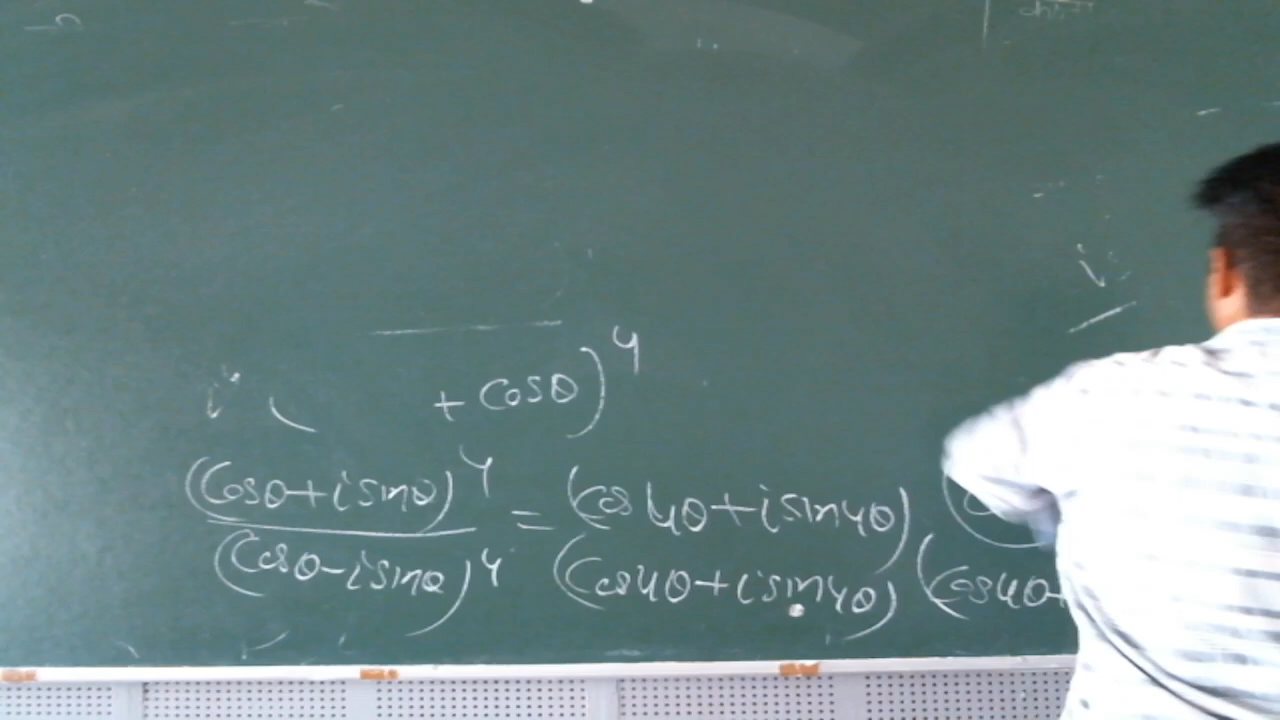 i ( + cosθ)^4
(cosθ+isinθ)^4 = (cos4θ+isin4θ) (
(cosθ-isinθ)^4 (cos4θ+isin4θ) (cos4θ+